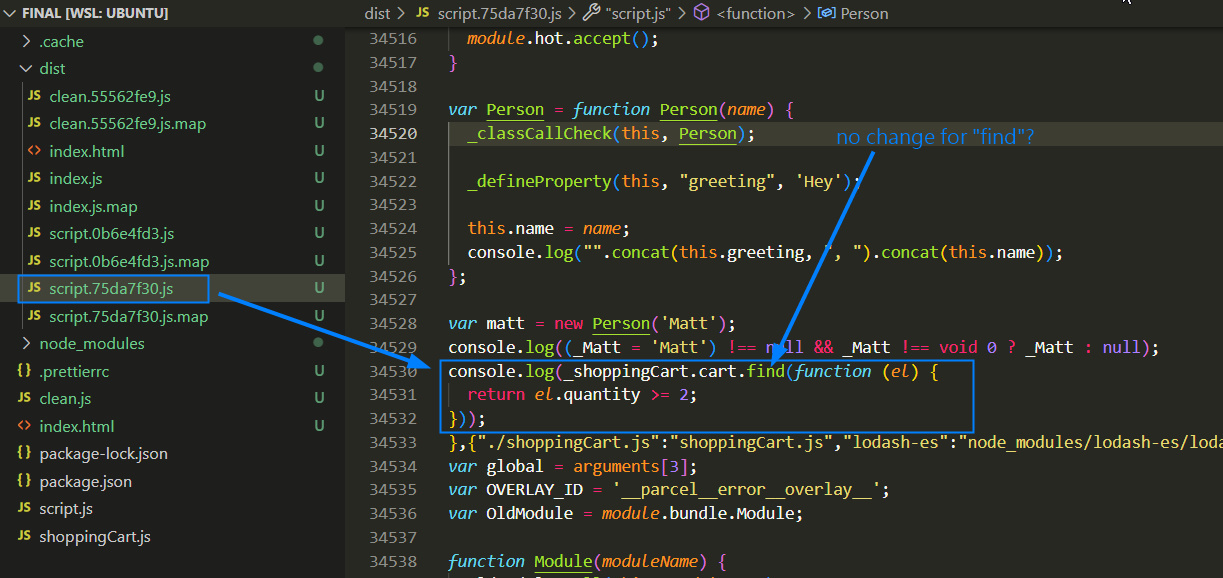 FINAL [WSL: UBUNTU]
.cache
dist
JS clean.55562fe9.js U
JS clean.55562fe9.js.map U
<> index.html U
JS index.js U
JS index.js.map U
JS script.0b6e4fd3.js U
JS script.0b6e4fd3.js.map U
JS script.75da7f30.js U
JS script.75da7f30.js.map U
node_modules
{} .prettierrc U
JS clean.js U
<> index.html U
{} package-lock.json
{} package.json
JS script.js
JS shoppingCart.js
dist > JS script.75da7f30.js > "script.js" > <function> > Person
34516 module.hot.accept();
34517 }
34518
34519 var Person = function Person(name) {
34520 _classCallCheck(this, Person);
no change for "find"?
34521
34522 _defineProperty(this, "greeting", 'Hey');
34523
34524 this.name = name;
34525 console.log("".concat(this.greeting, ", ").concat(this.name));
34526 };
34527
34528 var matt = new Person('Matt');
34529 console.log((_Matt = 'Matt') !== null && _Matt !== void 0 ? _Matt : null);
34530 console.log(_shoppingCart.cart.find(function (el) {
34531 return el.quantity >= 2;
34532 }));
34533 },{"./shoppingCart.js":"shoppingCart.js","lodash-es":"node_modules/lodash-es/loda
34534 var global = arguments[3];
34535 var OVERLAY_ID = '__parcel__error__overlay__';
34536 var OldModule = module.bundle.Module;
34537
34538 function Module(moduleName) {